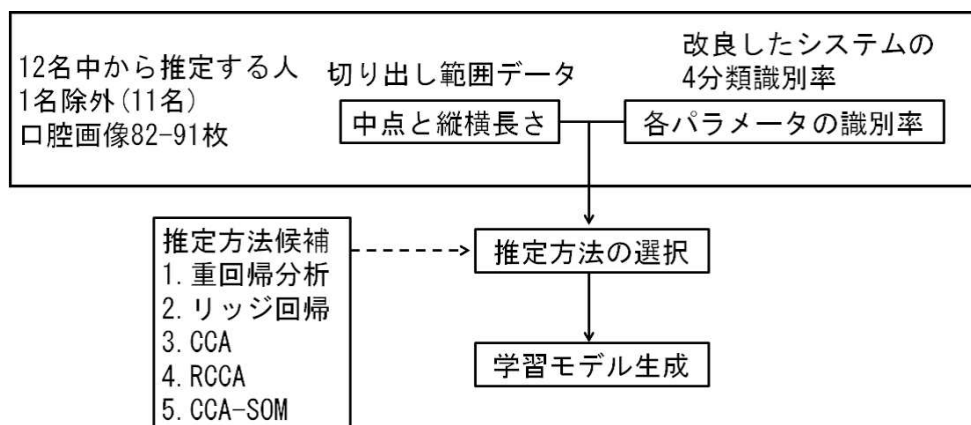 12名中から推定する人
1名除外(11名)
口腔画像82-91枚
切り出し範囲データ
中点と縦横長さ
改良したシステムの
4分類識別率
各パラメータの識別率
推定方法候補
1.重回帰分析
2.リッジ回帰
3.CCA
4.RCCA
5.CCA-SOM
推定方法の選択
学習モデル生成